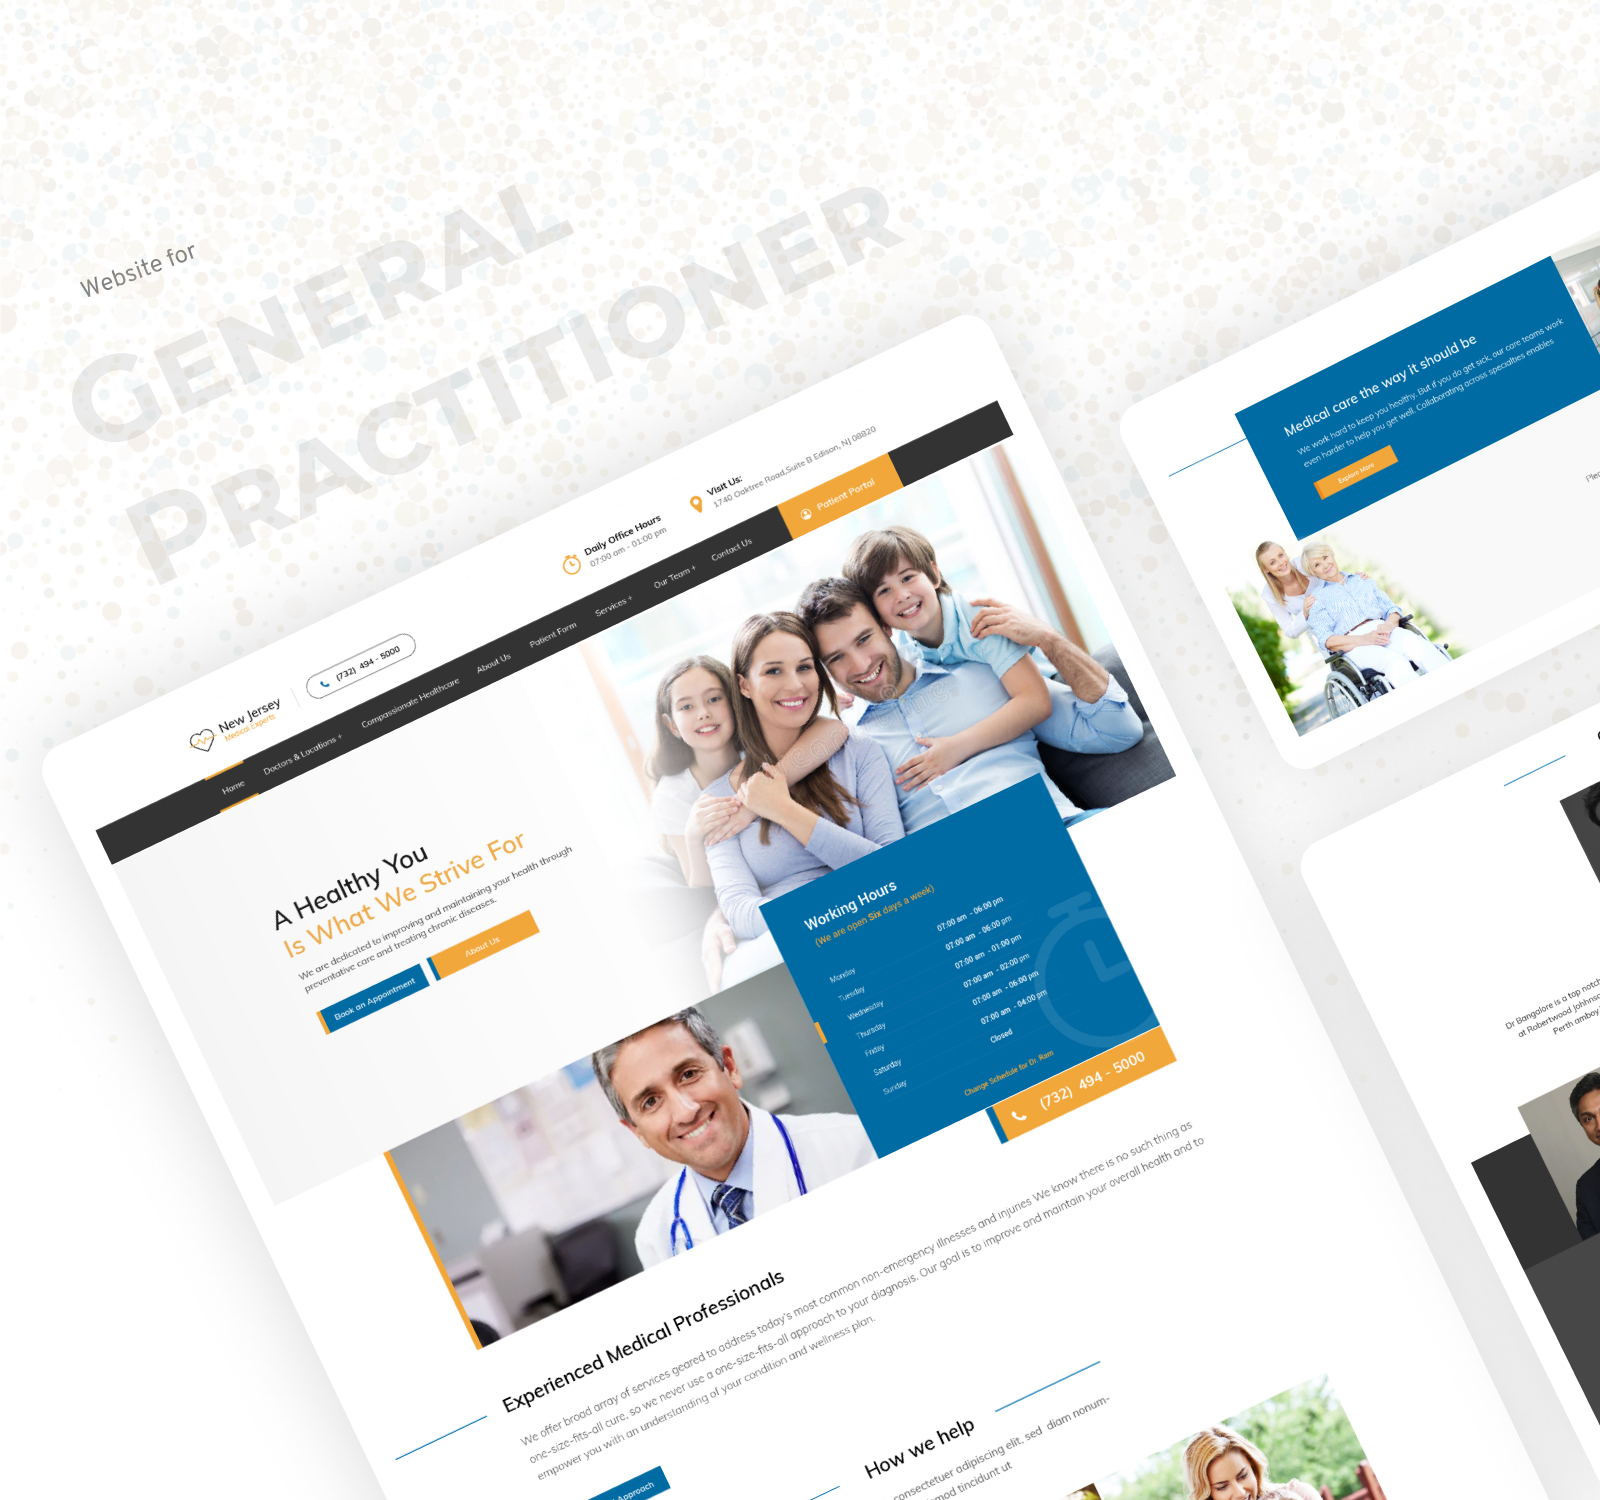 Website for
GENERAL
PRACTITIONER
New Jersey
Medical Experts
(732) 494 - 5000
Daily Office Hours
07:00 am - 01:00 pm
Visit Us:
1740 Oaktree Road,Suite B Edison, NJ 08820
Home
Doctors & Locations +
Compassionate Healthcare
About Us
Patient Form
Services +
Our Team +
Contact Us
Patient Portal
A Healthy You
Is What We Strive For
We are dedicated to improving and maintaining your health through
preventative care and treating chronic diseases.
Book an Appointment
About Us
Working Hours
(We are open Six days a week)
Monday 07:00 am - 06:00 pm
Tuesday 07:00 am - 06:00 pm
Wednesday 07:00 am - 01:00 pm
Thursday 07:00 am - 02:00 pm
Friday 07:00 am - 06:00 pm
Saturday 07:00 am - 04:00 pm
Sunday Closed
Change Schedule for Dr. Ram
(732) 494 - 5000
Experienced Medical Professionals
We offer broad array of services geared to address today's most common non-emergency illnesses and injuries We know there is no such thing as
one-size-fits-all cure, so we never use a one-size-fits-all approach to your diagnosis. Our goal is to improve and maintain your overall health and to
empower you with an understanding of your condition and wellness plan.
Approach
How we help
consectetuer adipiscing elit, sed diam nonum-
mod tincidunt ut
Medical care the way it should be
We work hard to keep you healthy. But if you do get sick, our care teams work
even harder to help you get well. Collaborating across specialties enables
Explore More
Plea
Dr Bangalore is a top notch
at Robertwood Johhnso
Perth amboy